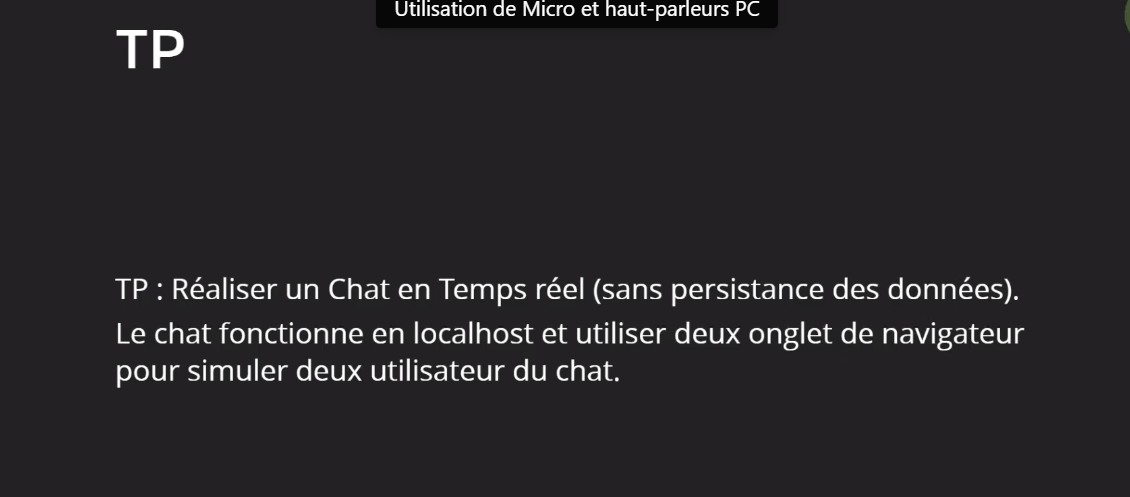 Utilisation de Micro et haut-parleurs PC
TP
TP : Réaliser un Chat en Temps réel (sans persistance des données).
Le chat fonctionne en localhost et utiliser deux onglet de navigateur
pour simuler deux utilisateur du chat.